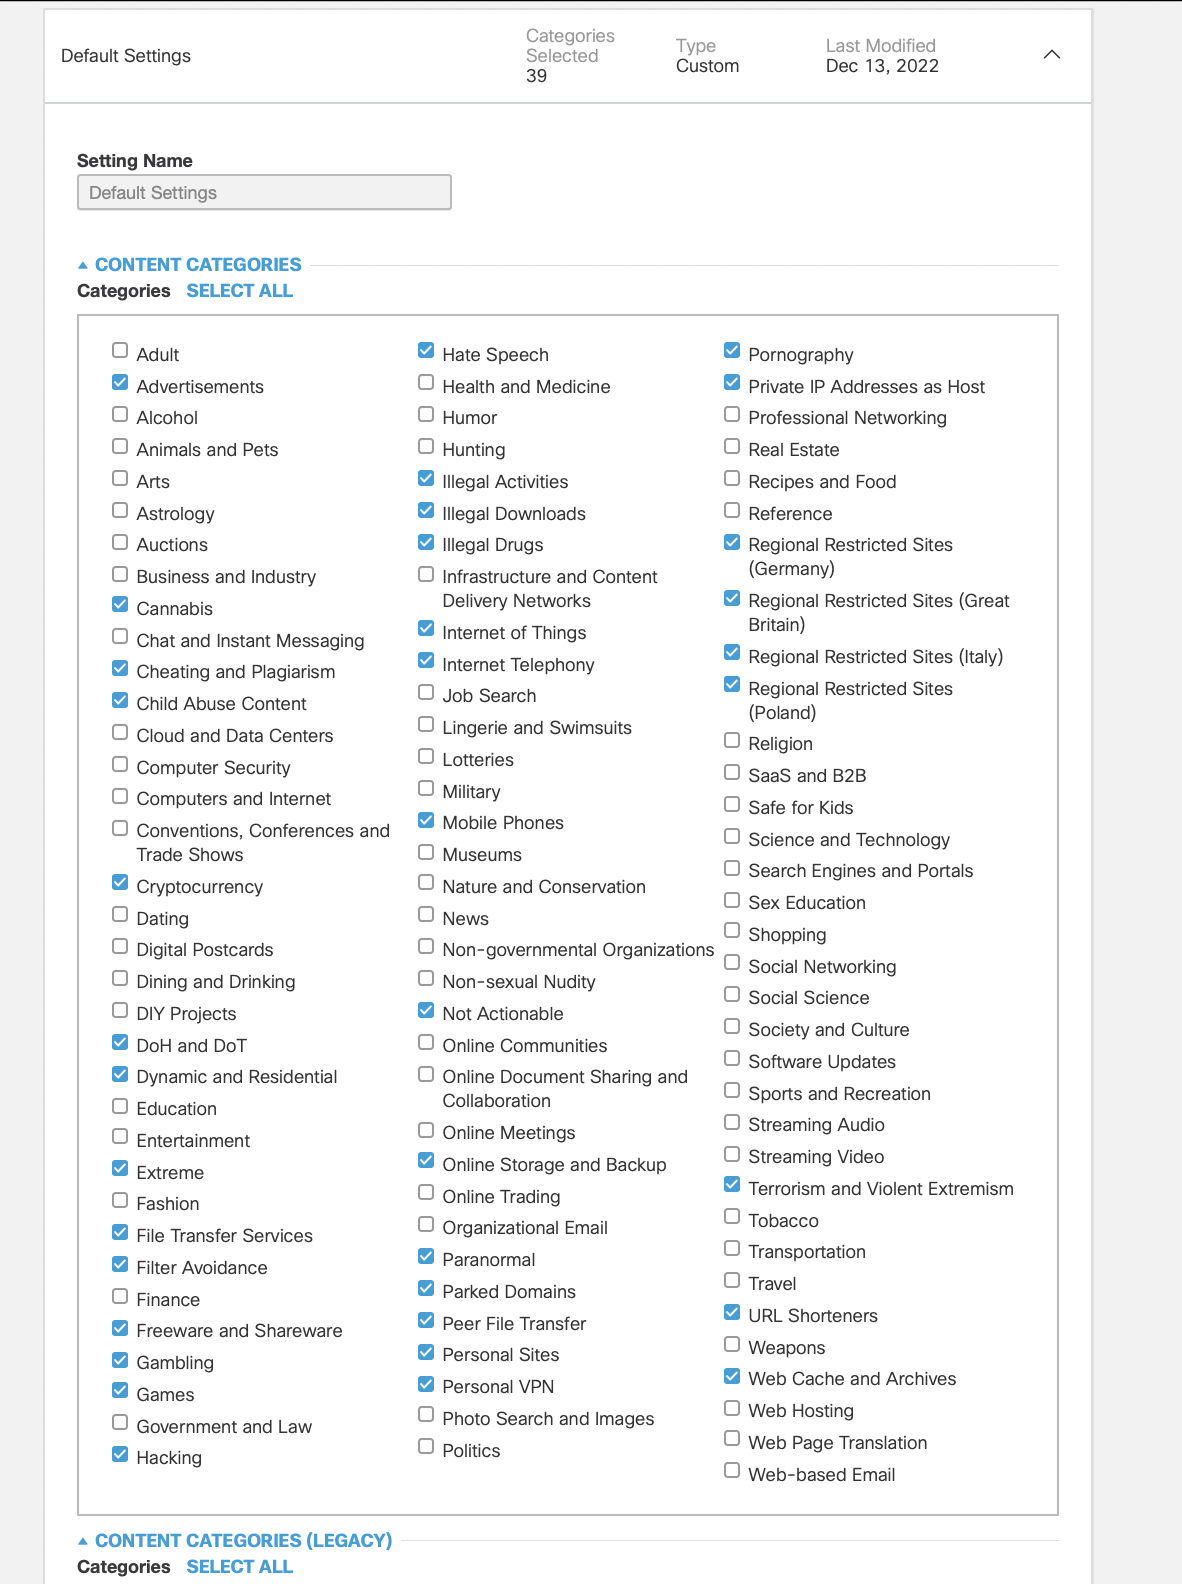 Default Settings
Categories Selected
39
Type
Custom
Last Modified
Dec 13, 2022
Setting Name
Default Settings
CONTENT CATEGORIES
Categories SELECT ALL
Adult
Advertisements
Alcohol
Animals and Pets
Arts
Astrology
Auctions
Business and Industry
Cannabis
Chat and Instant Messaging
Cheating and Plagiarism
Child Abuse Content
Cloud and Data Centers
Computer Security
Computers and Internet
Conventions, Conferences and
Trade Shows
Cryptocurrency
Dating
Digital Postcards
Dining and Drinking
DIY Projects
DoH and DoT
Dynamic and Residential
Education
Entertainment
Extreme
Fashion
File Transfer Services
Filter Avoidance
Finance
Freeware and Shareware
Gambling
Games
Government and Law
Hacking
Hate Speech
Health and Medicine
Humor
Hunting
Illegal Activities
Illegal Downloads
Illegal Drugs
Infrastructure and Content
Delivery Networks
Internet of Things
Internet Telephony
Job Search
Lingerie and Swimsuits
Lotteries
Military
Mobile Phones
Museums
Nature and Conservation
News
Non-governmental Organizations
Non-sexual Nudity
Not Actionable
Online Communities
Online Document Sharing and
Collaboration
Online Meetings
Online Storage and Backup
Online Trading
Organizational Email
Paranormal
Parked Domains
Peer File Transfer
Personal Sites
Personal VPN
Photo Search and Images
Politics
Pornography
Private IP Addresses as Host
Professional Networking
Real Estate
Recipes and Food
Reference
Regional Restricted Sites
(Germany)
Regional Restricted Sites (Great
Britain)
Regional Restricted Sites (Italy)
Regional Restricted Sites
(Poland)
Religion
SaaS and B2B
Safe for Kids
Science and Technology
Search Engines and Portals
Sex Education
Shopping
Social Networking
Social Science
Society and Culture
Software Updates
Sports and Recreation
Streaming Audio
Streaming Video
Terrorism and Violent Extremism
Tobacco
Transportation
Travel
URL Shorteners
Weapons
Web Cache and Archives
Web Hosting
Web Page Translation
Web-based Email
CONTENT CATEGORIES (LEGACY)
Categories SELECT ALL